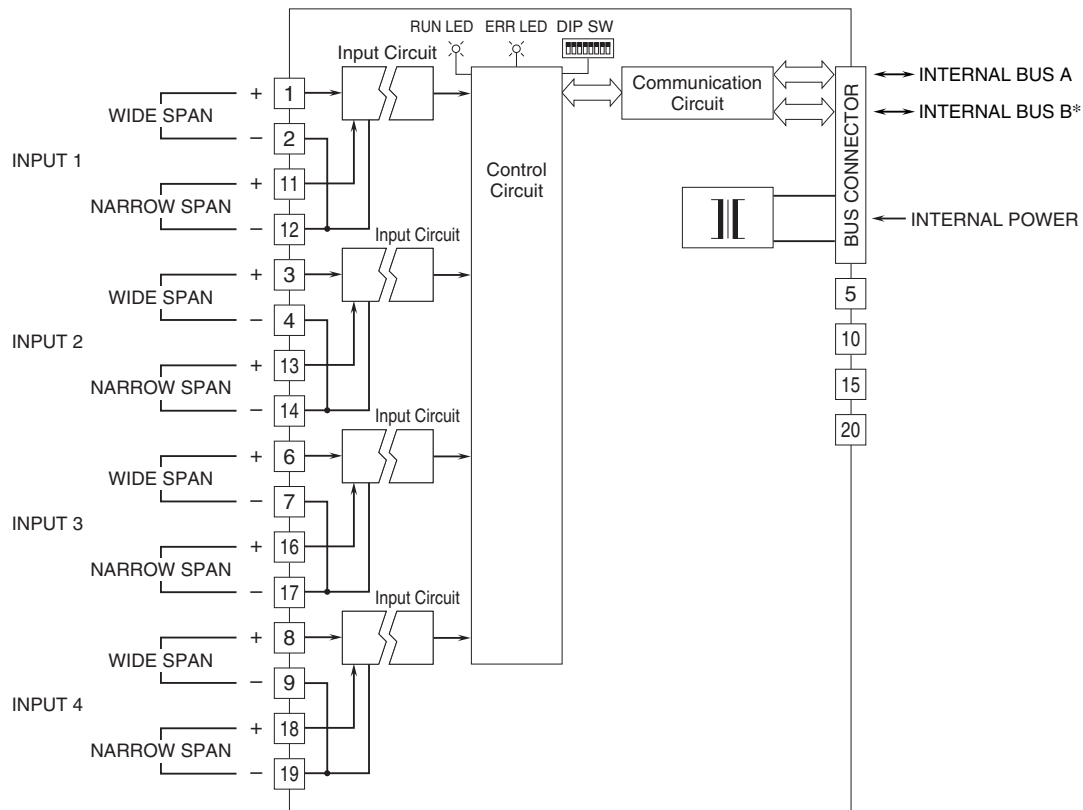 RUN LED ERR LED DIP SW
Input Circuit
INPUT 1
WIDE SPAN
+ 1
− 2
NARROW SPAN
+ 11
− 12
Input Circuit
INPUT 2
WIDE SPAN
+ 3
− 4
NARROW SPAN
+ 13
− 14
Input Circuit
INPUT 3
WIDE SPAN
+ 6
− 7
NARROW SPAN
+ 16
− 17
Input Circuit
INPUT 4
WIDE SPAN
+ 8
− 9
NARROW SPAN
+ 18
− 19
Control
Circuit
Communication
Circuit
BUS CONNECTOR
INTERNAL BUS A
INTERNAL BUS B*
INTERNAL POWER
5
10
15
20